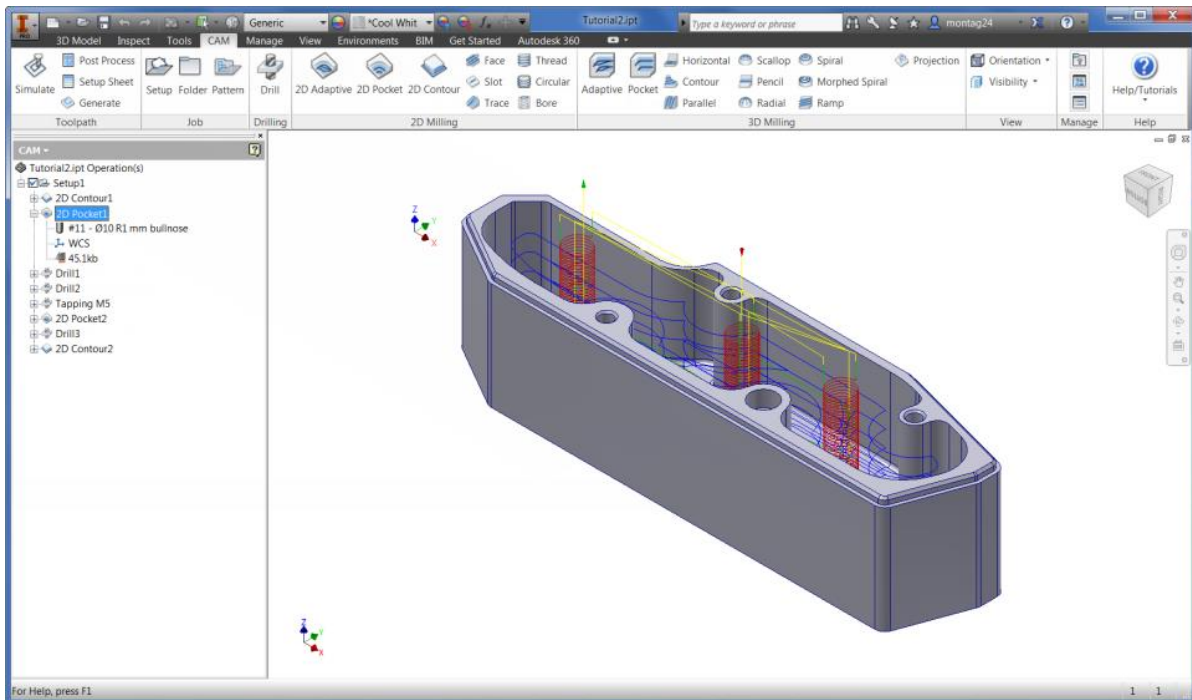 Generic
*Cool Whit
Tutorial2.ipt
Type a keyword or phrase
montag24
PRO
3D Model Inspect Tools CAM Manage View Environments BIM Get Started Autodesk 360
Post Process
Setup Sheet
Generate
Simulate
Setup Folder Pattern
Drill
2D Adaptive 2D Pocket 2D Contour
Face Thread
Slot Circular
Trace Bore
Adaptive Pocket
Horizontal Scallop Spiral Projection
Contour Pencil Morphed Spiral
Parallel Radial Ramp
Orientation
Visibility
Help/Tutorials
Toolpath Job Drilling 2D Milling 3D Milling View Manage Help
CAM
Tutorial2.ipt Operation(s)
Setup1
2D Contour1
2D Pocket1
#11 - Ø10 R1 mm bullnose
WCS
45.1kb
Drill1
Drill2
Tapping M5
2D Pocket2
Drill3
2D Contour2
Z
Y
X
FRONT
Z
Y
X
For Help, press F1
1 1